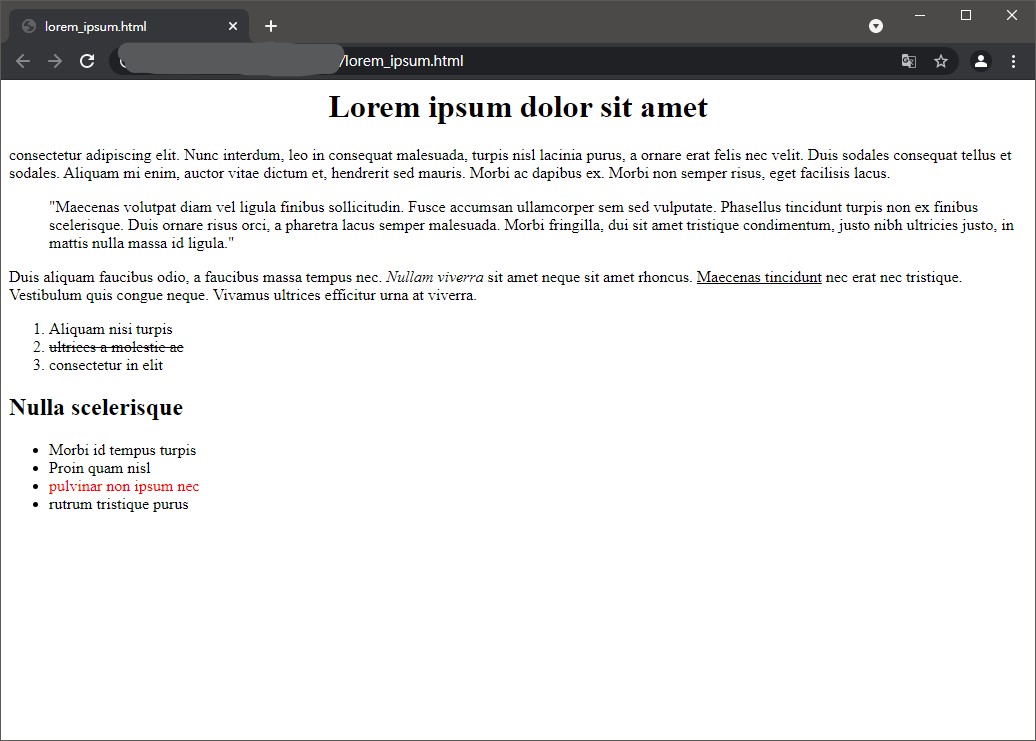 lorem_ipsum.html
/lorem_ipsum.html
Lorem ipsum dolor sit amet
consectetur adipiscing elit. Nunc interdum, leo in consequat malesuada, turpis nisl lacinia purus, a ornare erat felis nec velit. Duis sodales consequat tellus et
sodales. Aliquam mi enim, auctor vitae dictum et, hendrerit sed mauris. Morbi ac dapibus ex. Morbi non semper risus, eget facilisis lacus.
"Maecenas volutpat diam vel ligula finibus sollicitudin. Fusce accumsan ullamcorper sem sed vulputate. Phasellus tincidunt turpis non ex finibus
scelerisque. Duis ornare risus orci, a pharetra lacus semper malesuada. Morbi fringilla, dui sit amet tristique condimentum, justo nibh ultricies justo, in
mattis nulla massa id ligula."
Duis aliquam faucibus odio, a faucibus massa tempus nec. Nullam viverra sit amet neque sit amet rhoncus. Maecenas tincidunt nec erat nec tristique.
Vestibulum quis congue neque. Vivamus ultrices efficitur urna at viverra.
1. Aliquam nisi turpis
2. ultrices a molestie ac
3. consectetur in elit
Nulla scelerisque
• Morbi id tempus turpis
• Proin quam nisl
• pulvinar non ipsum nec
• rutrum tristique purus